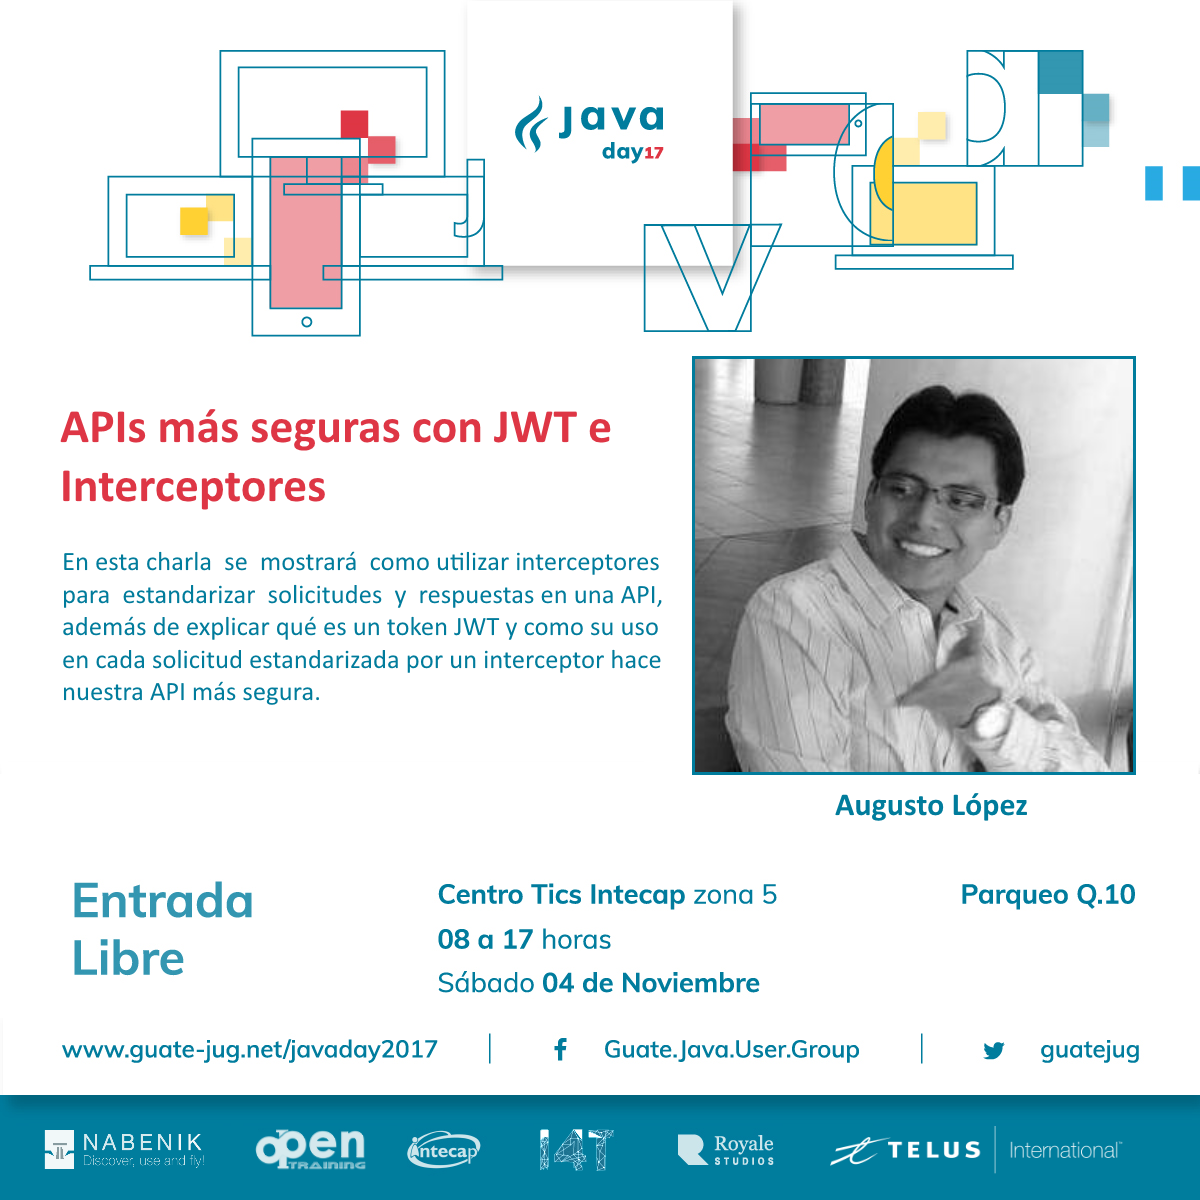 Java
day17
J
V
a
a
APIs más seguras con JWT e
Interceptores
En esta charla se mostrará como utilizar interceptores
para estandarizar solicitudes y respuestas en una API,
además de explicar qué es un token JWT y como su uso
en cada solicitud estandarizada por un interceptor hace
nuestra API más segura.
Augusto López
Entrada
Libre
Centro Tics Intecap zona 5
08 a 17 horas
Sábado 04 de Noviembre
Parqueo Q.10
www.guate-jug.net/javaday2017
Guate.Java.User.Group
guatejug
NABENIK
Discover, use and fly!
open
TRAINING
intecap
I4T
Royale
STUDIOS
TELUS International™